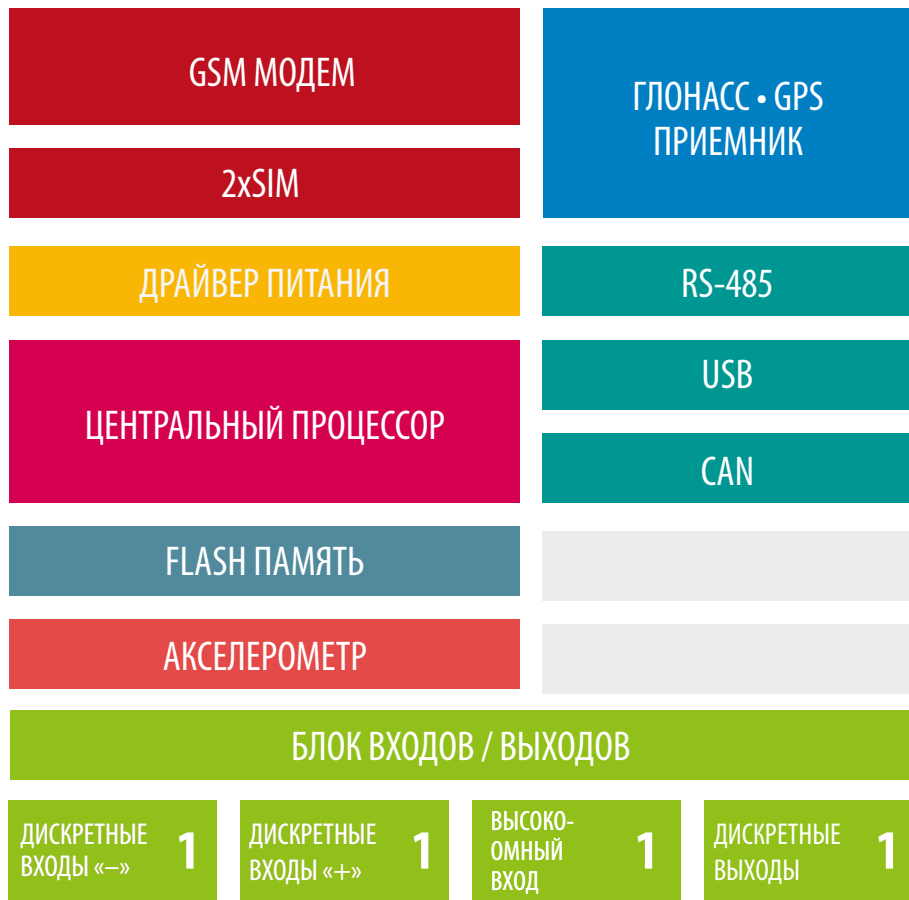 GSM МОДЕМ
ГЛОНАСС • GPS
ПРИЕМНИК
2xSIM
ДРАЙВЕР ПИТАНИЯ
RS-485
USB
ЦЕНТРАЛЬНЫЙ ПРОЦЕССОР
CAN
FLASH ПАМЯТЬ
АКСЕЛЕРОМЕТР
БЛОК ВХОДОВ / ВЫХОДОВ
ДИСКРЕТНЫЕ
ВХОДЫ «–»
1
ДИСКРЕТНЫЕ
ВХОДЫ «+»
1
ВЫСОКО-
ОМНЫЙ
ВХОД
1
ДИСКРЕТНЫЕ
ВЫХОДЫ
1